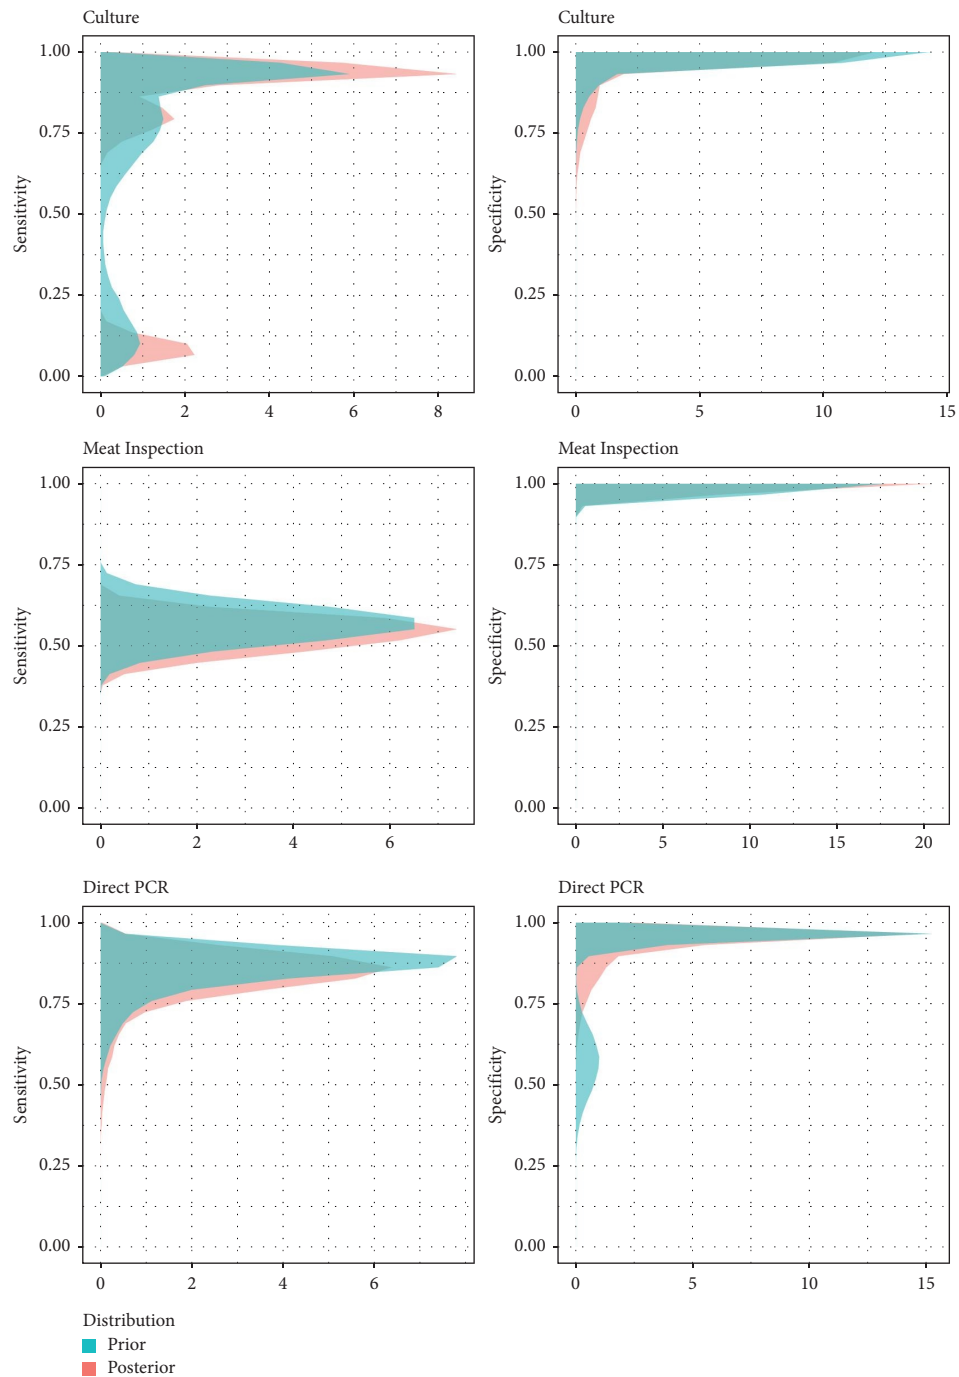 Culture
1.00
0.75
0.50
0.25
0.00
Sensitivity
0 2 4 6 8
Culture
1.00
0.75
0.50
0.25
0.00
Specificity
0 5 10 15
Meat Inspection
1.00
0.75
0.50
0.25
0.00
Sensitivity
0 2 4 6
Meat Inspection
1.00
0.75
0.50
0.25
0.00
Specificity
0 5 10 15 20
Direct PCR
1.00
0.75
0.50
0.25
0.00
Sensitivity
0 2 4 6
Direct PCR
1.00
0.75
0.50
0.25
0.00
Specificity
0 5 10 15
Distribution
Prior
Posterior